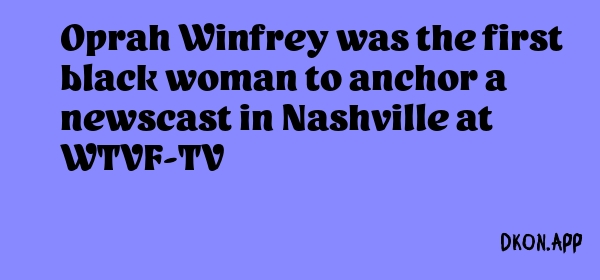 Oprah Winfrey was the first
black woman to anchor a
newscast in Nashville at
WTVF-TV
DKON.APP